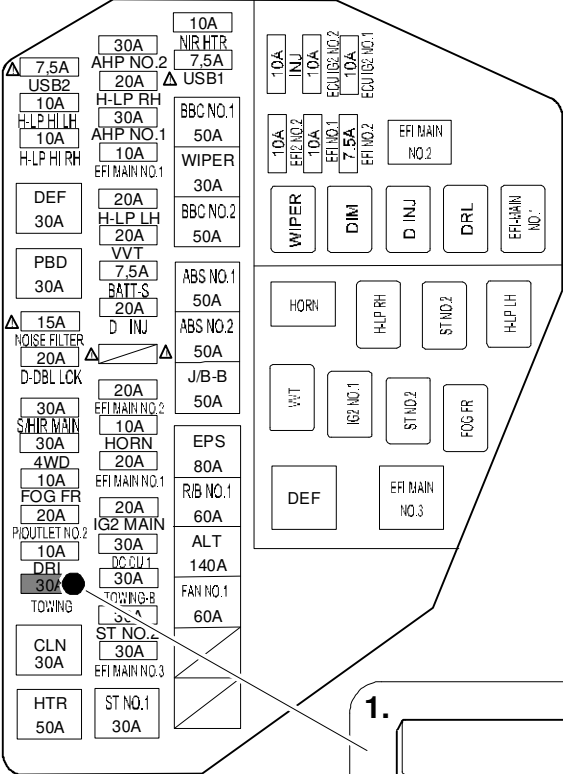 7,5A
USB2
10A
H-LP HI LH
10A
H-LP HI RH
DEF
30A
PBD
30A
15A
NOISE FILTER
20A
D-DBL LCK
30A
S/HIR MAIN
30A
4WD
10A
FOG FR
20A
P/OUTLET NO.2
10A
DRL
30A
TOWING
CLN
30A
HTR
50A
30A
AHP NO.2
20A
H-LP RH
30A
AHP NO.1
10A
EFI MAIN NO.1
20A
H-LP LH
20A
VVT
7,5A
BATT-S
20A
D INJ
20A
EFI MAIN NO.2
10A
HORN
20A
EFI MAIN NO.1
20A
IG2 MAIN
30A
DC CU 1
30A
TOWING-B
30A
ST NO.2
30A
EFI MAIN NO.3
ST NO.1
30A
10A
NIR HTR
7,5A
USB1
BBC NO.1
50A
WIPER
30A
BBC NO.2
50A
ABS NO.1
50A
ABS NO.2
50A
J/B-B
50A
EPS
80A
R/B NO.1
60A
ALT
140A
FAN NO.1
60A
10A
INJ
10A
ECU IG2 NO.2
10A
ECU IG2 NO.1
10A
EFI2 NO.2
10A
EFI NO.1
7.5A
EFI NO.2
EFI MAIN
NO.2
WIPER
DIM
D INJ
DRL
EFI-MAIN
NO.1
HORN
H-LP RH
ST NO.2
H-LP LH
VVT
IG2 NO.1
ST NO.2
FOG FR
DEF
EFI MAIN
NO.3
1.